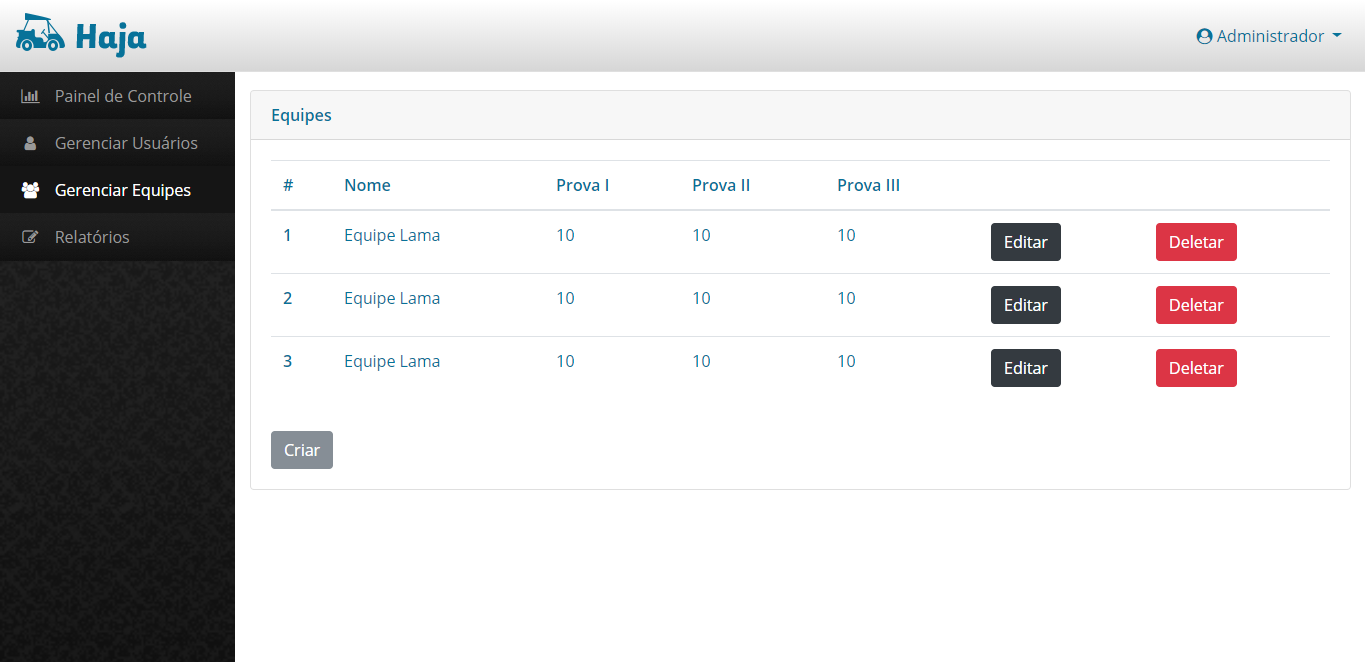 Haja
Administrador
Painel de Controle
Gerenciar Usuários
Gerenciar Equipes
Relatórios
Equipes
# Nome Prova I Prova II Prova III
1 Equipe Lama 10 10 10 Editar Deletar
2 Equipe Lama 10 10 10 Editar Deletar
3 Equipe Lama 10 10 10 Editar Deletar
Criar